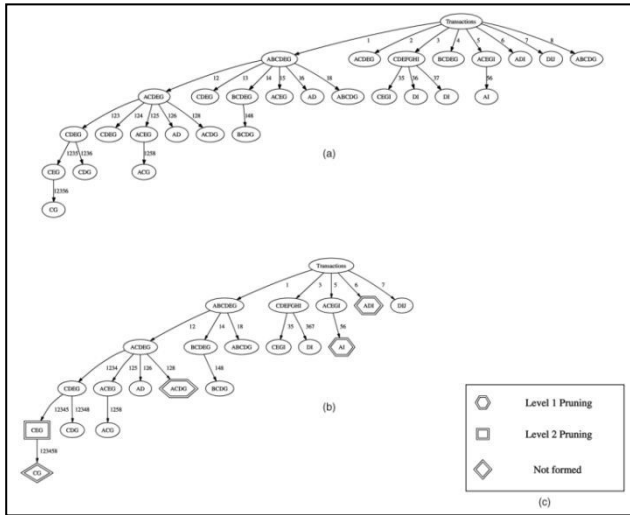 Transactions
1 2 3 4 5 6 7 8
ABCDEG ACDEG CDEFGHI BCDEG ACEGI ADI DIJ ABCDG
12 13 14 15 16 18 35 36 37 56
ACDEG CDEG BCDEG ACEG AD ABCDG CEGI DI DI AI
123 124 125 126 128 148
CDEG CDEG ACEG AD ACDG BCDG
1235 1236 1258
CEG CDG ACG
12356
CG
(a)
Transactions
1 3 5 6 7
ABCDEG CDEFGHI ACEGI ADI DIJ
12 14 18 35 367 56
ACDEG BCDEG ABCDG CEGI DI AI
1234 125 126 128 148
CDEG ACEG AD ACDG BCDG
12345 12348 1258
CEG CDG ACG
123458
CG
(b)
Level 1 Pruning
Level 2 Pruning
Not formed
(c)